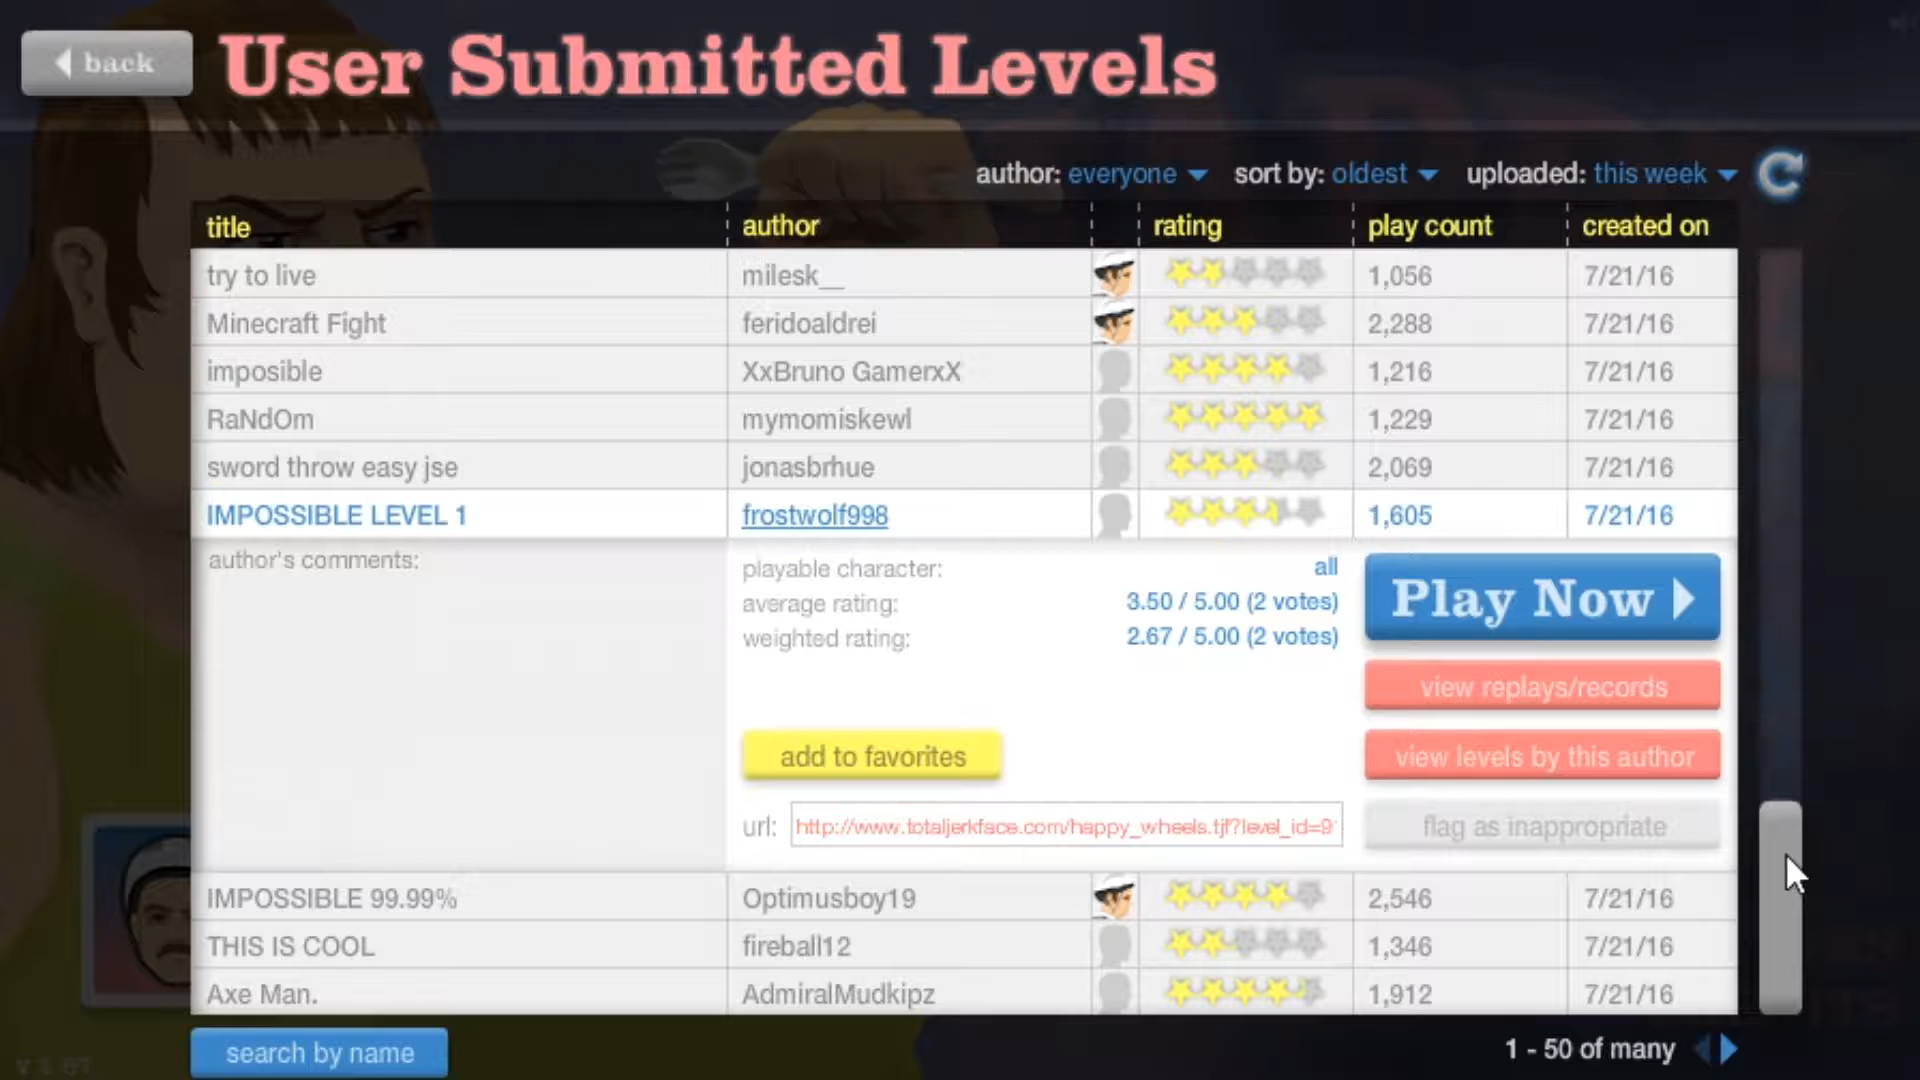 back
User Submitted Levels
author: everyone sort by: oldest uploaded: this week
title author rating play count created on
try to live milesk__ 1,056 7/21/16
Minecraft Fight feridoaldrei 2,288 7/21/16
imposible XxBruno GamerxX 1,216 7/21/16
RaNdOm mymomiskewl 1,229 7/21/16
sword throw easy jse jonasbrhue 2,069 7/21/16
IMPOSSIBLE LEVEL 1 frostwolf998 1,605 7/21/16
author's comments:
playable character: all
average rating: 3.50 / 5.00 (2 votes)
weighted rating: 2.67 / 5.00 (2 votes)
Play Now
view replays/records
add to favorites
view levels by this author
url: http://www.totaljerkface.com/happy_wheels.tjf?level_id=9
flag as inappropriate
IMPOSSIBLE 99.99% Optimusboy19 2,546 7/21/16
THIS IS COOL fireball12 1,346 7/21/16
Axe Man. AdmiralMudkipz 1,912 7/21/16
search by name
1 - 50 of many